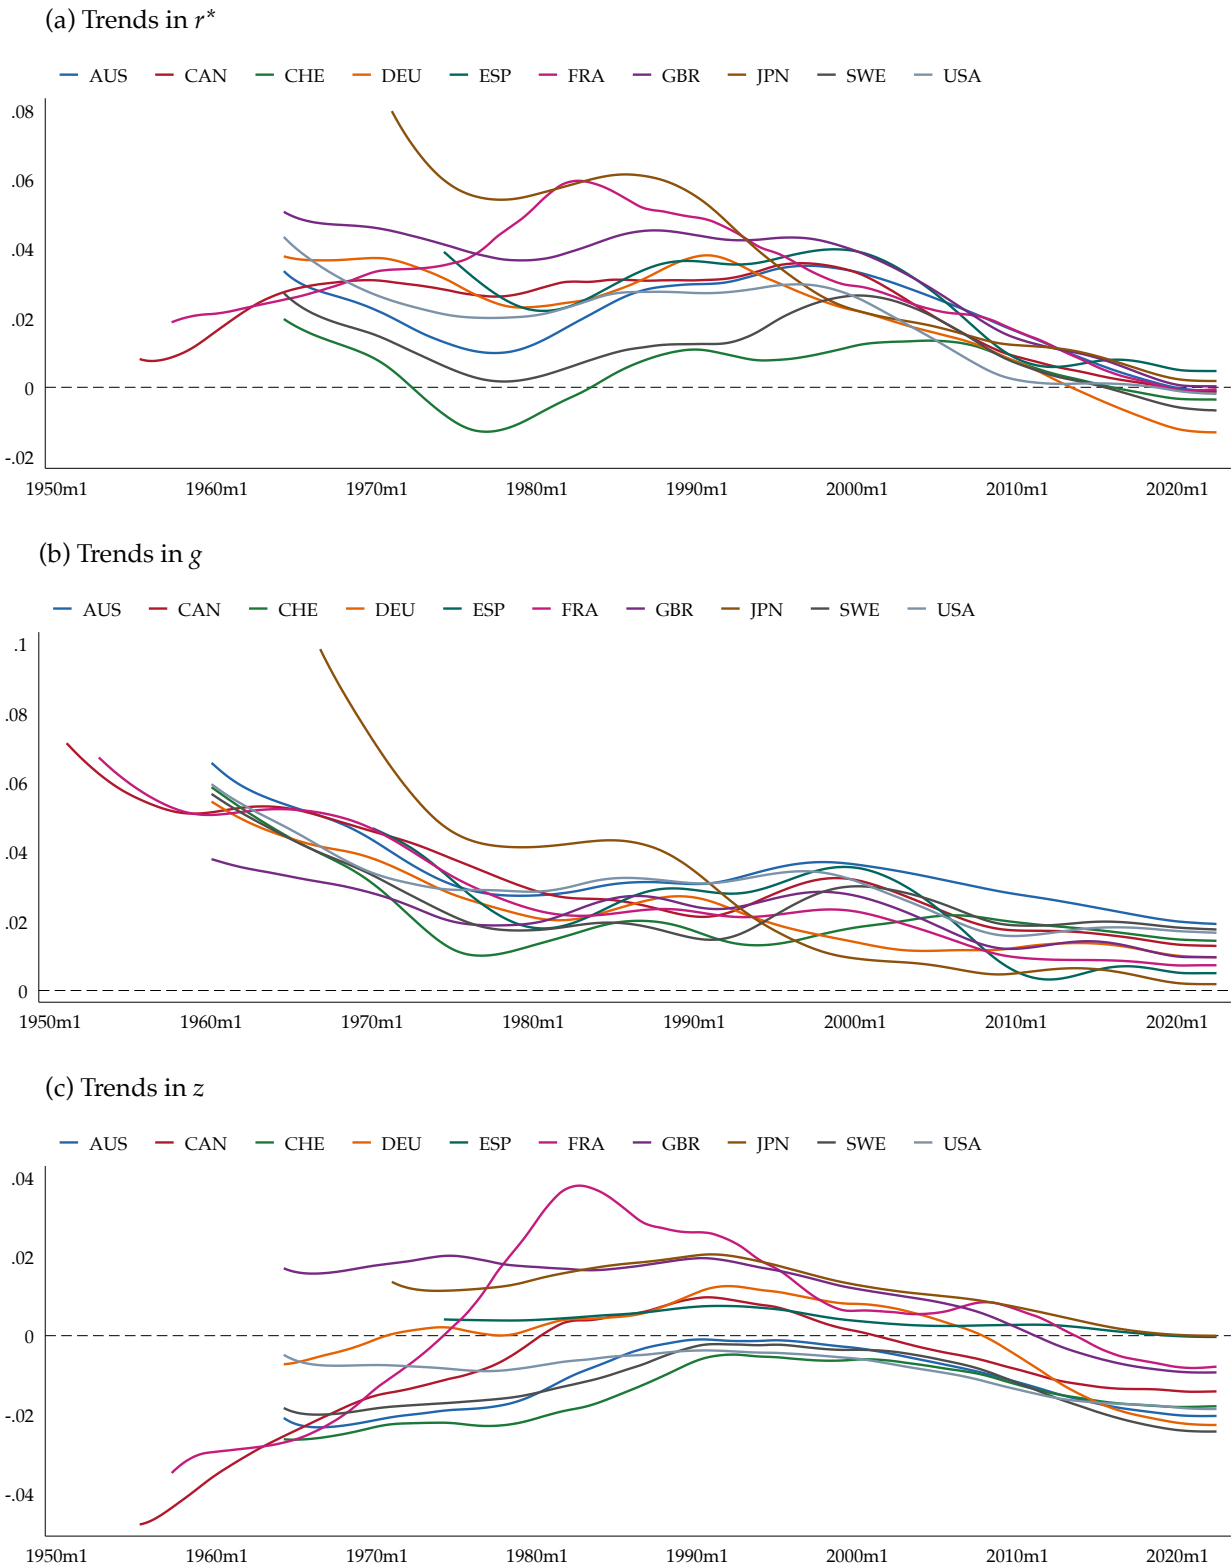 (a) Trends in r*
AUS CAN CHE DEU ESP FRA GBR JPN SWE USA
.08
.06
.04
.02
0
-.02
1950m1 1960m1 1970m1 1980m1 1990m1 2000m1 2010m1 2020m1
(b) Trends in g
AUS CAN CHE DEU ESP FRA GBR JPN SWE USA
.1
.08
.06
.04
.02
0
1950m1 1960m1 1970m1 1980m1 1990m1 2000m1 2010m1 2020m1
(c) Trends in z
AUS CAN CHE DEU ESP FRA GBR JPN SWE USA
.04
.02
0
-.02
-.04
1950m1 1960m1 1970m1 1980m1 1990m1 2000m1 2010m1 2020m1